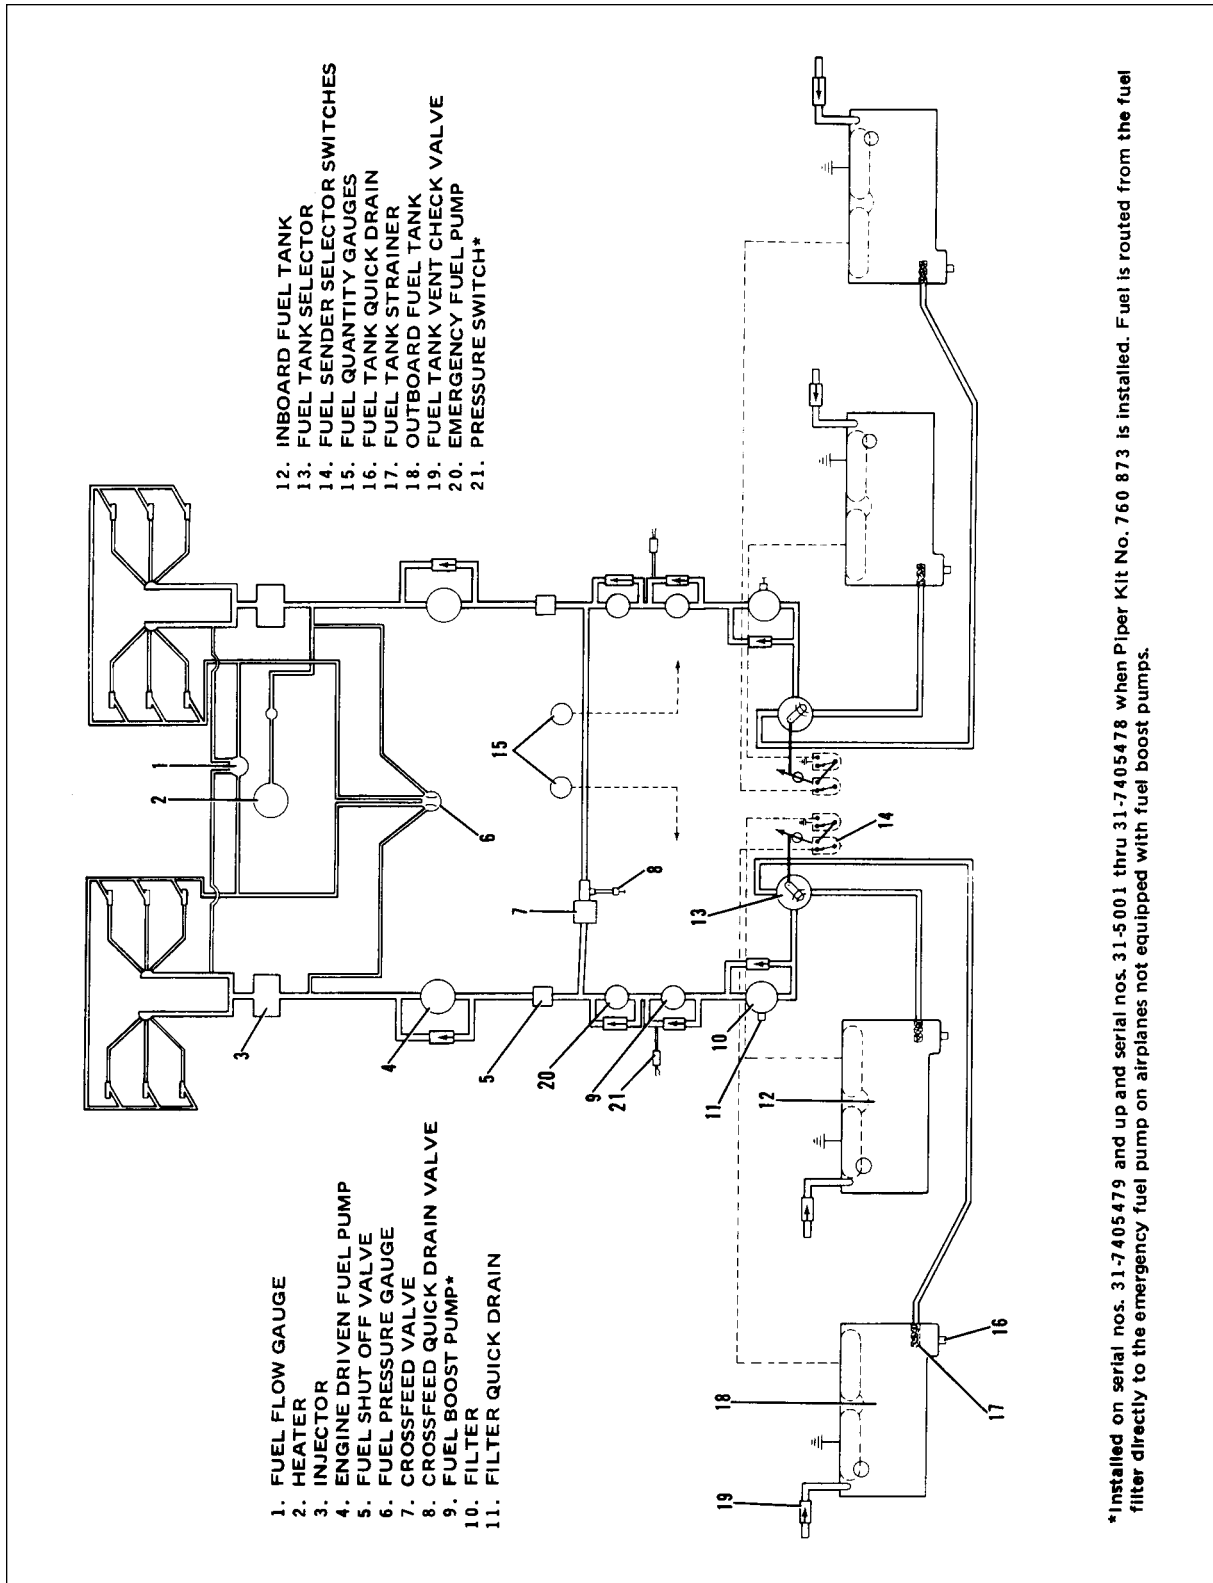 1. FUEL FLOW GAUGE
2. HEATER
3. INJECTOR
4. ENGINE DRIVEN FUEL PUMP
5. FUEL SHUT OFF VALVE
6. FUEL PRESSURE GAUGE
7. CROSSFEED VALVE
8. CROSSFEED QUICK DRAIN VALVE
9. FUEL BOOST PUMP*
10. FILTER
11. FILTER QUICK DRAIN
12. INBOARD FUEL TANK
13. FUEL TANK SELECTOR
14. FUEL SENDER SELECTOR SWITCHES
15. FUEL QUANTITY GAUGES
16. FUEL TANK QUICK DRAIN
17. FUEL TANK STRAINER
18. OUTBOARD FUEL TANK
19. FUEL TANK VENT CHECK VALVE
20. EMERGENCY FUEL PUMP
21. PRESSURE SWITCH*
1
2
3
4
5
6
7
8
20
9
21
10
11
15
13
14
12
18
19
17
16
*Installed on serial nos. 31-7405479 and up and serial nos. 31-5001 thru 31-7405478 when Piper Kit No. 760 873 is installed. Fuel is routed from the fuel
filter directly to the emergency fuel pump on airplanes not equipped with fuel boost pumps.